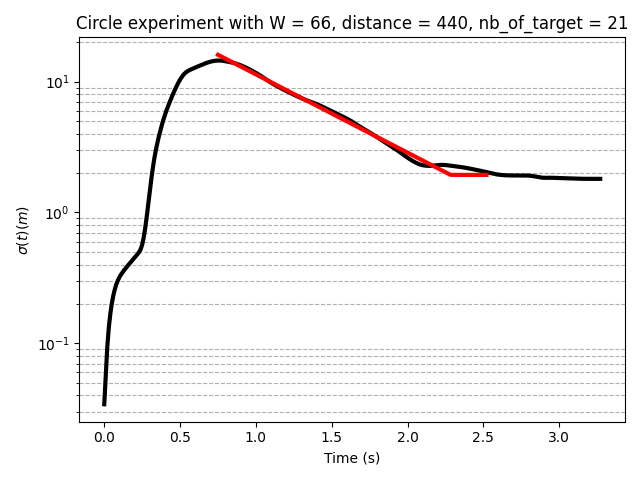 Circle experiment with W = 66, distance = 440, nb_of_target = 21
σ(t)(m)
10¹
10⁰
10⁻¹
0.0 0.5 1.0 1.5 2.0 2.5 3.0
Time (s)